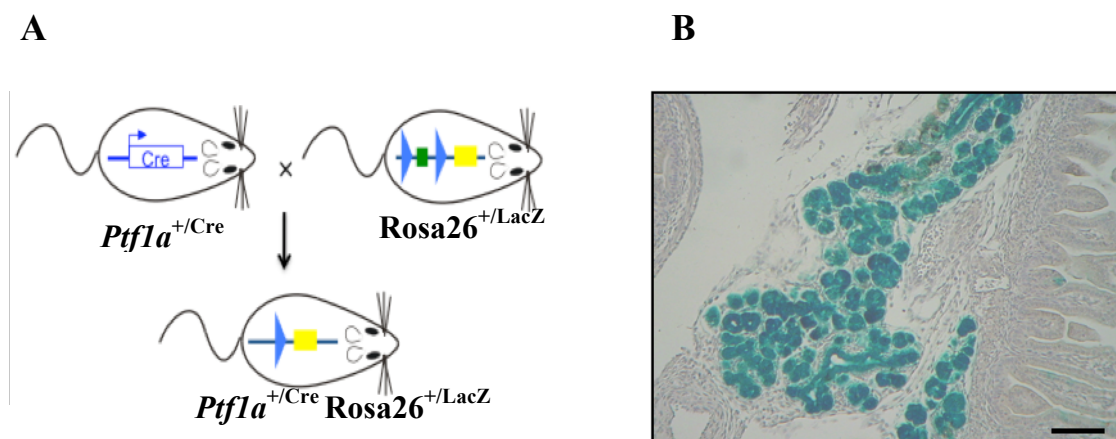 A
B
Cre
×
Ptf1a+/Cre
Rosa26+/LacZ
Ptf1a+/Cre Rosa26+/LacZ